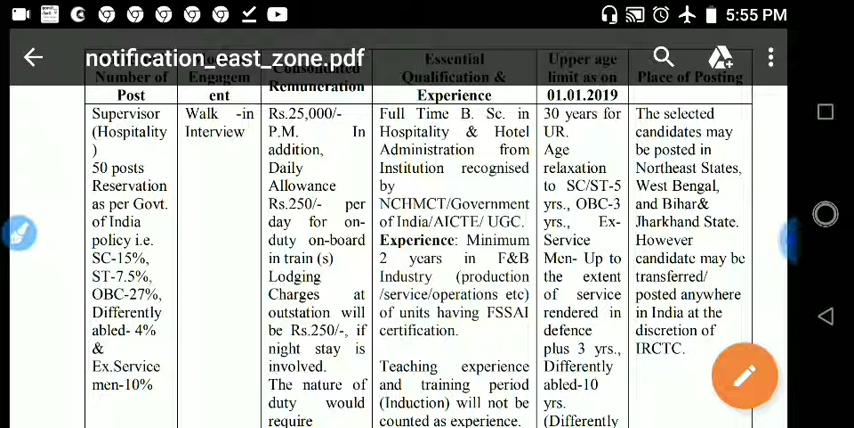 5:55 PM
notification_east_zone.pdf
Number of
Post
Engagem
ent
Consolidated
Remuneration
Essential
Qualification &
Experience
Upper age
limit as on
01.01.2019
Place of Posting
Supervisor
(Hospitality
)
50 posts
Reservation
as per Govt.
of India
policy i.e.
SC-15%,
ST-7.5%,
OBC-27%,
Differently
abled- 4%
&
Ex.Service
men-10%
Walk -in
Interview
Rs.25,000/-
P.M. In
addition,
Daily
Allowance
Rs.250/- per
day for on-
duty on-board
in train (s)
Lodging
Charges at
outstation will
be Rs.250/-, if
night stay is
involved.
The nature of
duty would
require
Full Time B. Sc. in
Hospitality & Hotel
Administration from
Institution recognised
by
NCHMCT/Government
of India/AICTE/ UGC.
Experience: Minimum
2 years in F&B
Industry (production
/service/operations etc)
of units having FSSAI
certification.
Teaching experience
and training period
(Induction) will not be
counted as experience.
30 years for
UR.
Age
relaxation
to SC/ST-5
yrs., OBC-3
yrs., Ex-
Service
Men- Up to
the extent
of service
rendered in
defence
plus 3 yrs.,
Differently
abled-10
yrs.
(Differently
The selected
candidates may
be posted in
Northeast States,
West Bengal,
and Bihar&
Jharkhand State.
However
candidate may be
transferred/
posted anywhere
in India at the
discretion of
IRCTC.